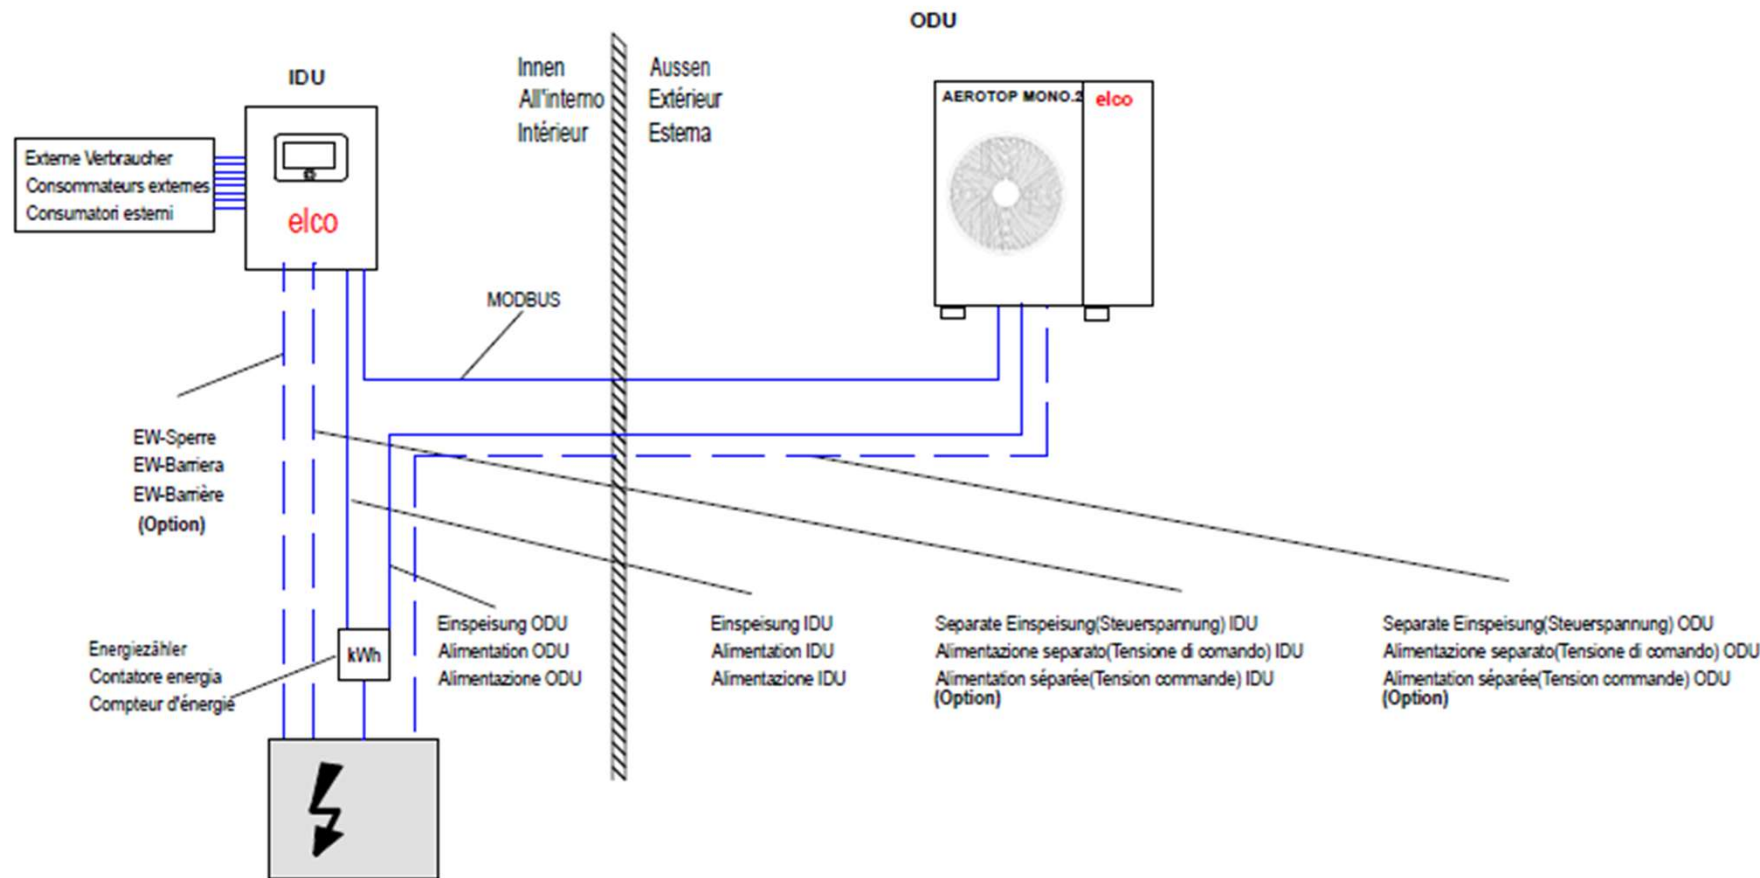 ODU
IDU
Innen
All'interno
Intérieur
Aussen
Extérieur
Esterna
AEROTOP MONO.2
elco
Externe Verbraucher
Consommateurs externes
Consumatori esterni
elco
MODBUS
EW-Sperre
EW-Barriera
EW-Barrière
(Option)
Energiezähler
Contatore energia
Compteur d'énergie
kWh
Einspeisung ODU
Alimentation ODU
Alimentazione ODU
Einspeisung IDU
Alimentation IDU
Alimentazione IDU
Separate Einspeisung(Steuerspannung) IDU
Alimentazione separato(Tensione di comando) IDU
Alimentation séparée(Tension commande) IDU
(Option)
Separate Einspeisung(Steuerspannung) ODU
Alimentazione separato(Tensione di comando) ODU
Alimentation séparée(Tension commande) ODU
(Option)